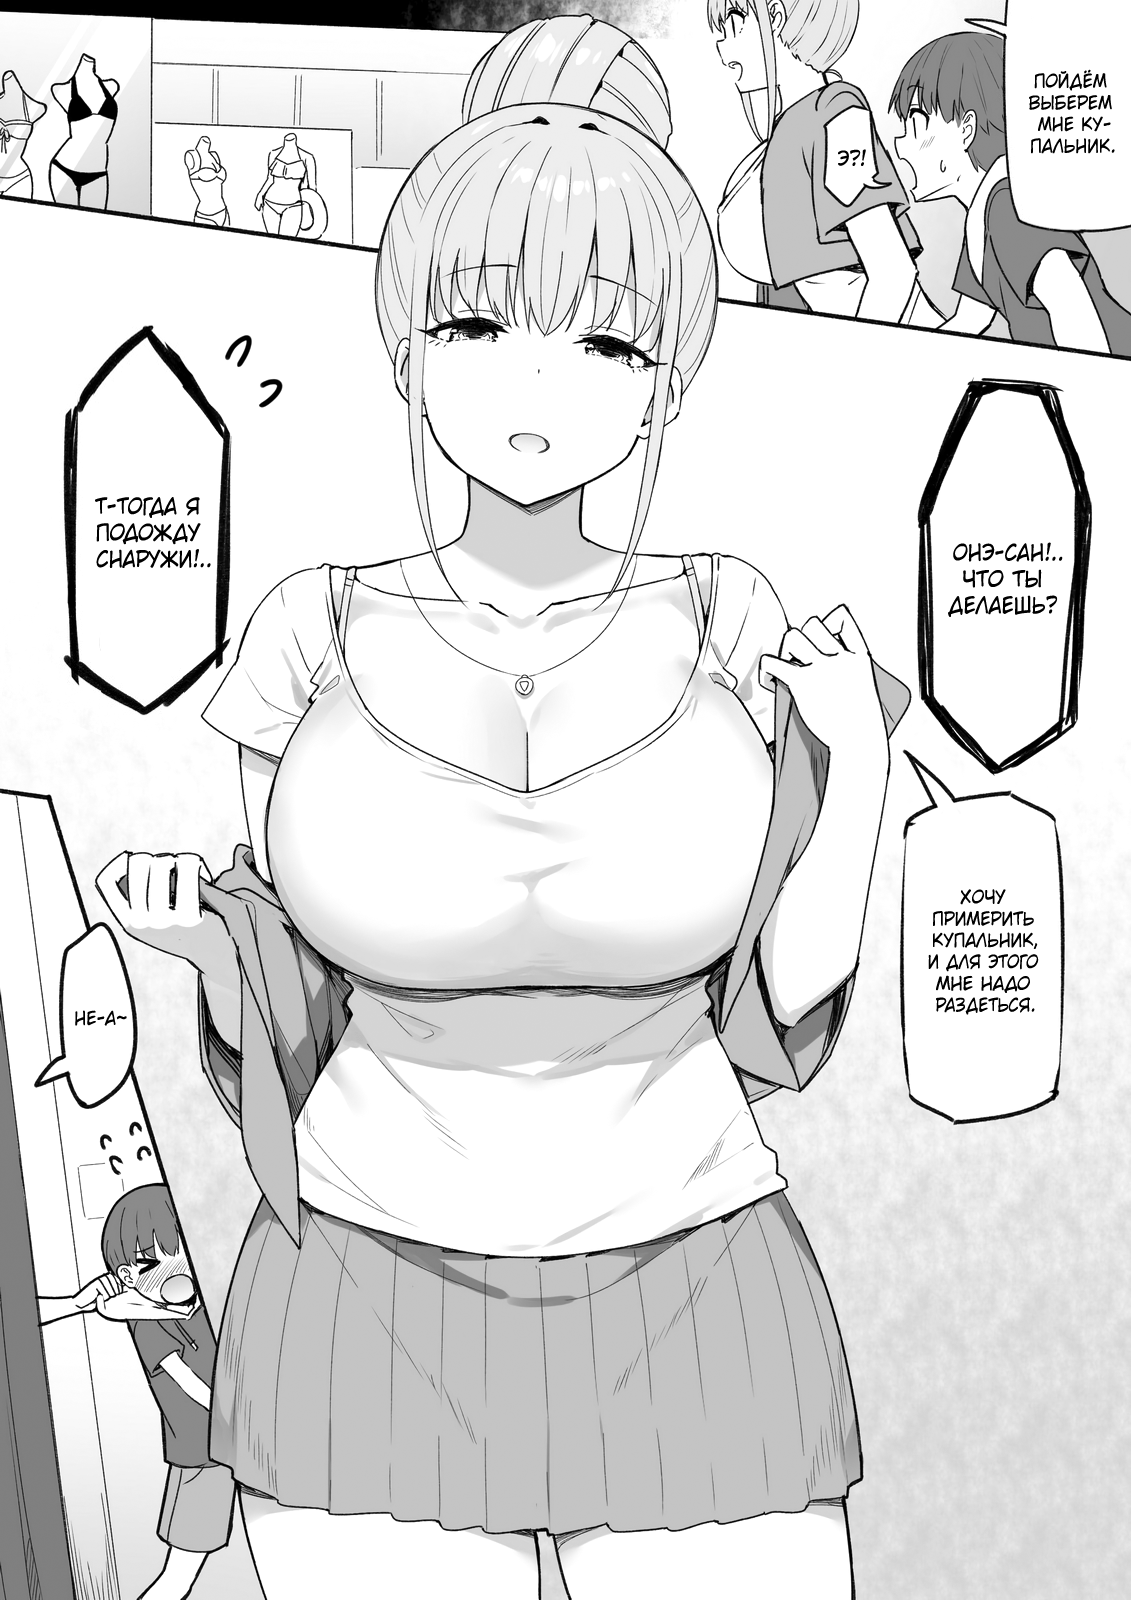 ПОЙДЁМ
ВЫБЕРЕМ
МНЕ КУ-
ПАЛЬНИК.
Э?!
ОНЭ-САН!..
ЧТО ТЫ
ДЕЛАЕШЬ?
Т-ТОГДА Я
ПОДОЖДУ
СНАРУЖИ!..
ХОЧУ
ПРИМЕРИТЬ
КУПАЛЬНИК,
И ДЛЯ ЭТОГО
МНЕ НАДО
РАЗДЕТЬСЯ.
НЕ-А~